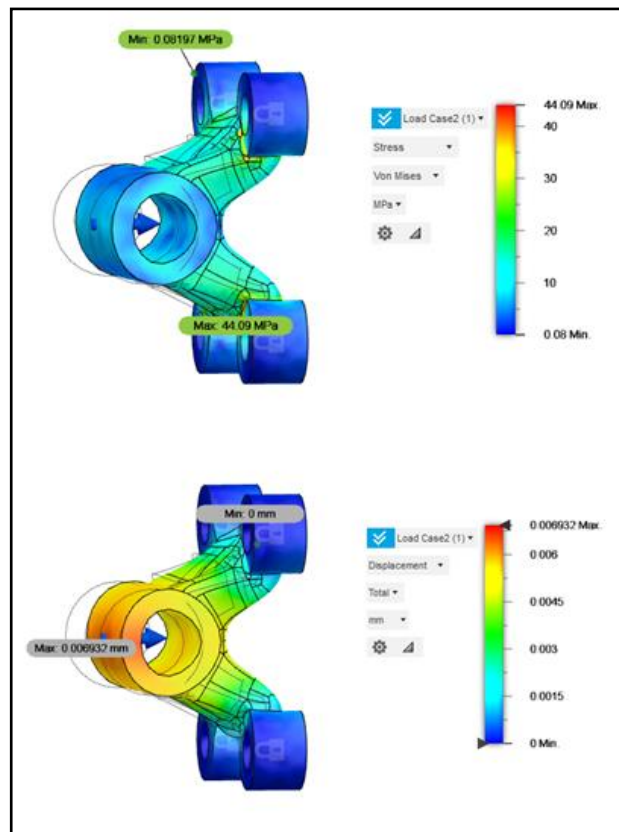 Min: 0.08197 MPa
Max: 44.09 MPa
Load Case2 (1)
Stress
Von Mises
MPa
44.09 Max.
40
30
20
10
0.08 Min.
Min: 0 mm
Max: 0.006932 mm
Load Case2 (1)
Displacement
Total
mm
0.006932 Max.
0.006
0.0045
0.003
0.0015
0 Min.